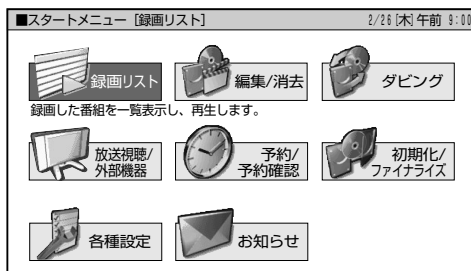 ■スタートメニュー [録画リスト] 2/26[木]午前 9:00
録画リスト 編集/消去 ダビング
録画した番組を一覧表示し、再生します。
放送視聴/ 予約/ 初期化/
外部機器 予約確認 ファイナライズ
各種設定 お知らせ